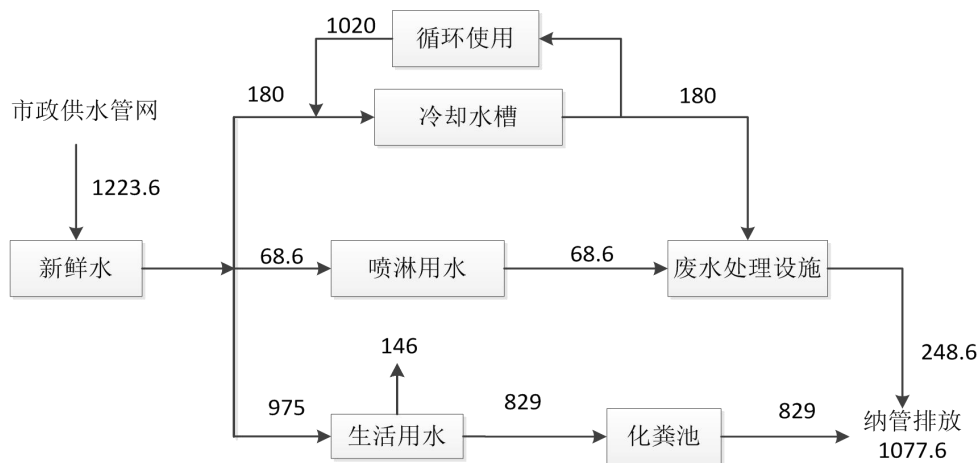 1020
循环使用
市政供水管网
180
冷却水槽
180
1223.6
新鲜水
68.6
喷淋用水
68.6
废水处理设施
146
248.6
975
生活用水
829
化粪池
829
纳管排放
1077.6